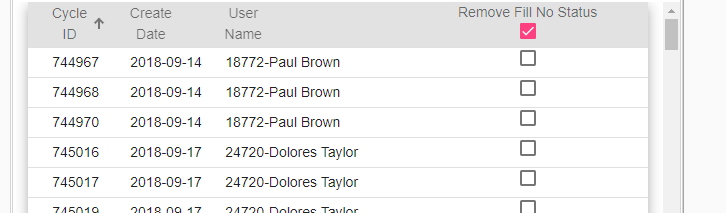 Cycle ID Create Date User Name Remove Fill No Status
744967 2018-09-14 18772-Paul Brown
744968 2018-09-14 18772-Paul Brown
744970 2018-09-14 18772-Paul Brown
745016 2018-09-17 24720-Dolores Taylor
745017 2018-09-17 24720-Dolores Taylor
745019 2018-09-17 24720-Dolores Taylor